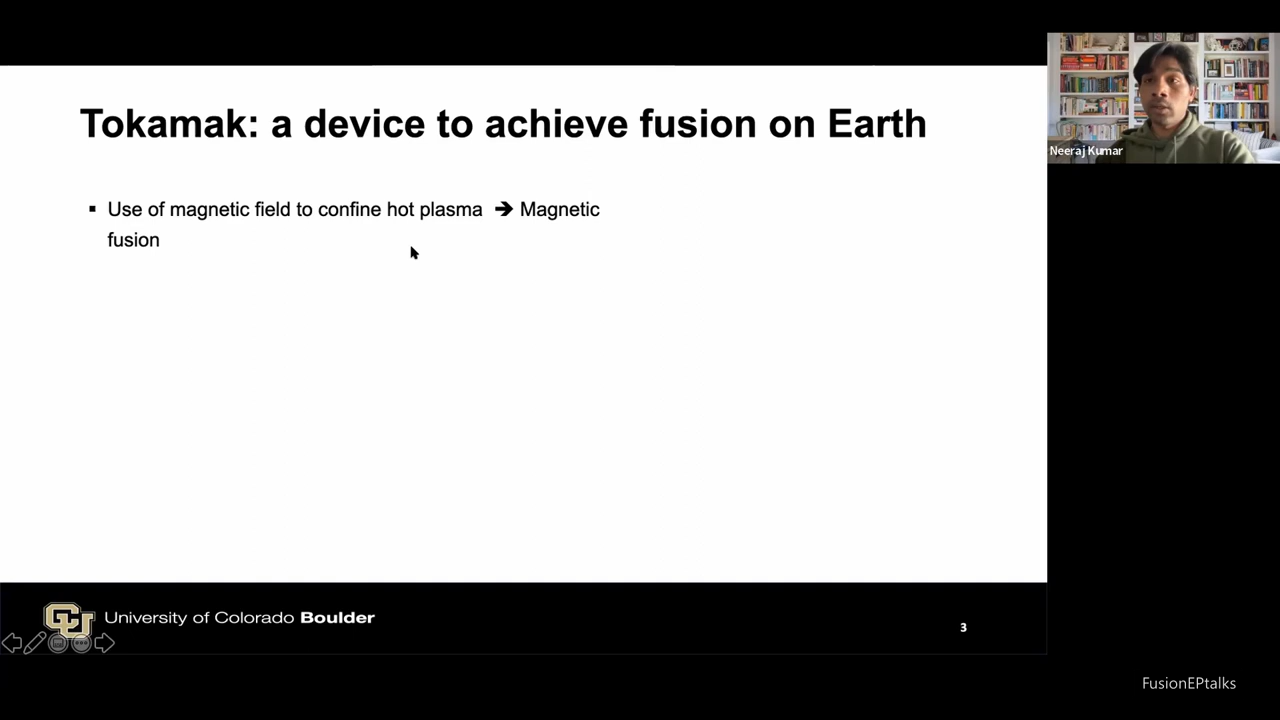 Tokamak: a device to achieve fusion on Earth
▪ Use of magnetic field to confine hot plasma ➔ Magnetic
fusion
Neeraj Kumar
CU University of Colorado Boulder
3
FusionEPtalks